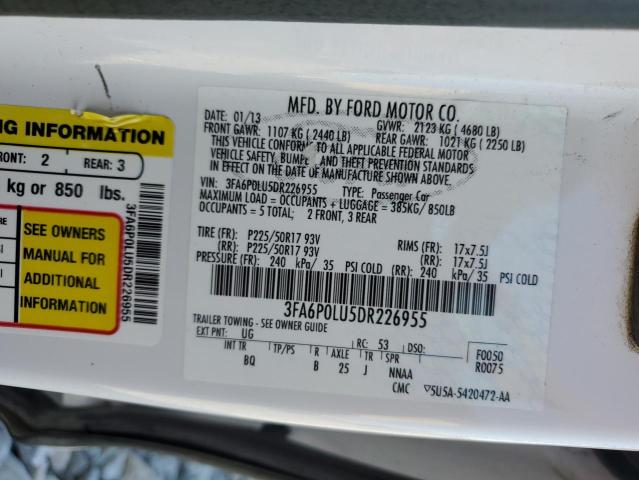 NG INFORMATION
FRONT: 2 REAR: 3
kg or 850 lbs.
SEE OWNERS
MANUAL FOR
ADDITIONAL
INFORMATION
3FA6P0LU5DR226955
MFD. BY FORD MOTOR CO.
01/13 GVWR: 2123 KG ( 4680 LB)
FRONT GAWR: 1107 KG ( 2440 LB) REAR GAWR: 1021 KG ( 2250 LB)
THIS VEHICLE CONFORMS TO ALL APPLICABLE FEDERAL MOTOR
VEHICLE SAFETY, BUMPER, AND THEFT PREVENTION STANDARDS
IN EFFECT ON THE DATE OF MANUFACTURE SHOWN ABOVE.
VIN: 3FA6P0LU5DR226955 TYPE: Passenger Car
MAXIMUM LOAD = OCCUPANTS + LUGGAGE = 385KG/ 850LB
OCCUPANTS = 5 TOTAL; 2 FRONT, 3 REAR
TIRE (FR): P225/50R17 93V RIMS (FR): 17x7.5J
(RR): P225/50R17 93V (RR): 17x7.5J
PRESSURE (FR): 240 kPa/ 35 PSI COLD (RR): 240 kPa/ 35 PSI COLD
3FA6P0LU5DR226955
TRAILER TOWING - SEE OWNER GUIDE
EXT PNT: UG RC: 53 DSO: F0050
INT TR TP/PS R AXLE TR SPR R0075
BQ B 25 J NNAA
CMC 5U5A-5420472-AA